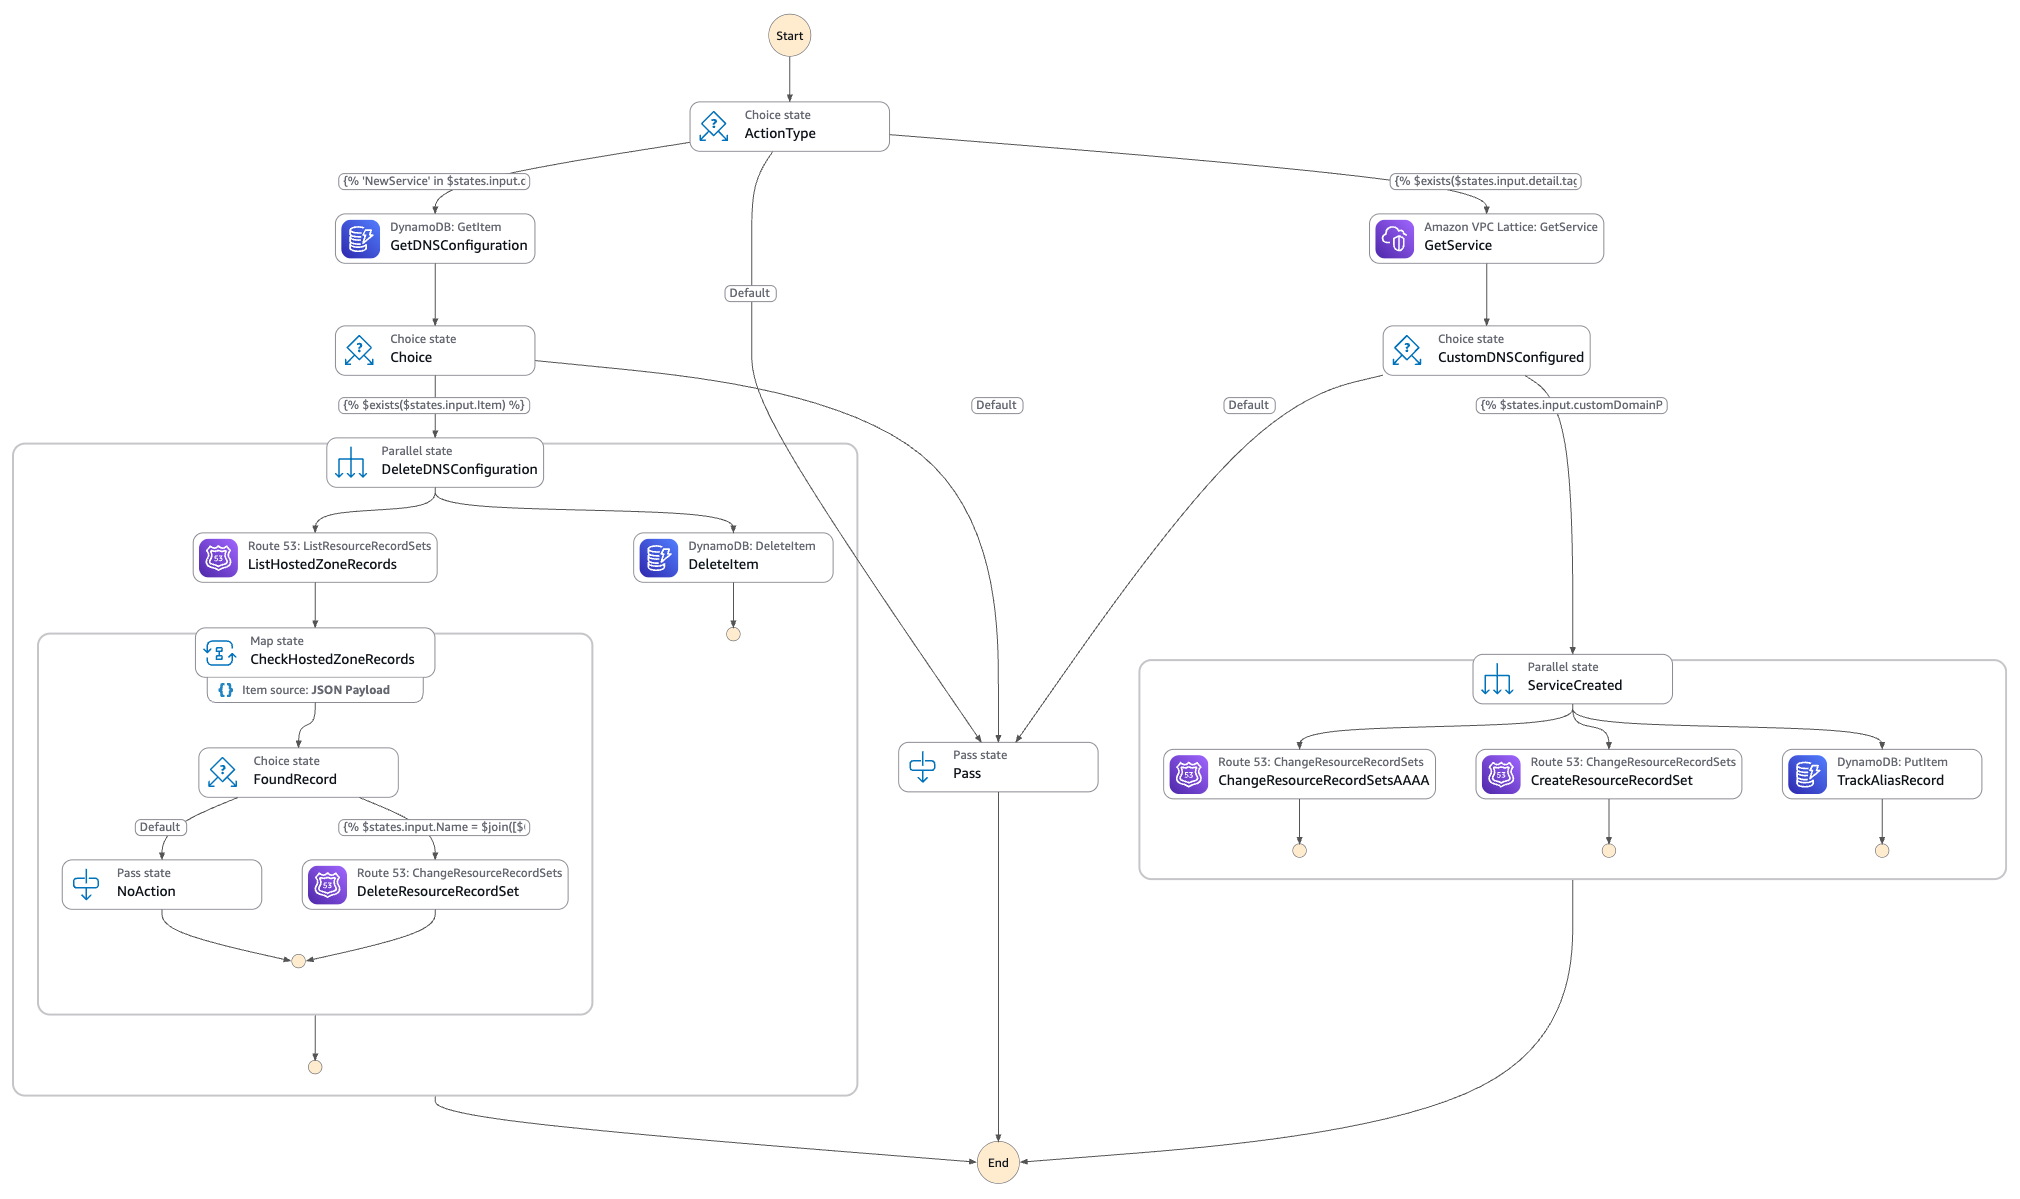 Start
Choice state
ActionType
{% 'NewService' in $states.input.c
{% $exists($states.input.detail.tag
DynamoDB: GetItem
GetDNSConfiguration
Amazon VPC Lattice: GetService
GetService
Default
Choice state
Choice
Choice state
CustomDNSConfigured
{% $exists($states.input.Item) %}
Default
Default
{% $states.input.customDomainP
Parallel state
DeleteDNSConfiguration
Route 53: ListResourceRecordSets
ListHostedZoneRecords
DynamoDB: DeleteItem
DeleteItem
Map state
CheckHostedZoneRecords
{} Item source: JSON Payload
Parallel state
ServiceCreated
Choice state
FoundRecord
Pass state
Pass
Route 53: ChangeResourceRecordSets
ChangeResourceRecordSetsAAAA
Route 53: ChangeResourceRecordSets
CreateResourceRecordSet
DynamoDB: PutItem
TrackAliasRecord
Default
{% $states.input.Name = $join([$
Pass state
NoAction
Route 53: ChangeResourceRecordSets
DeleteResourceRecordSet
End